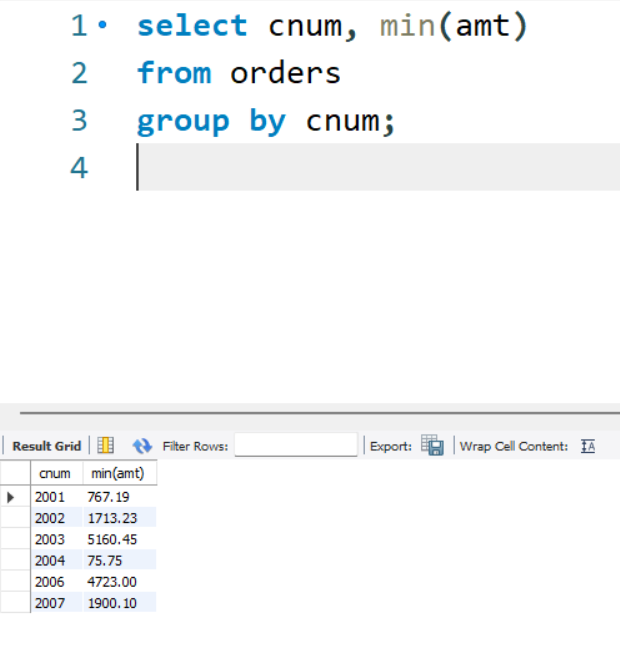 1 select cnum, min(amt)
2 from orders
3 group by cnum;
4
Result Grid Filter Rows: Export: Wrap Cell Content: IA
cnum min(amt)
2001 767.19
2002 1713.23
2003 5160.45
2004 75.75
2006 4723.00
2007 1900.10